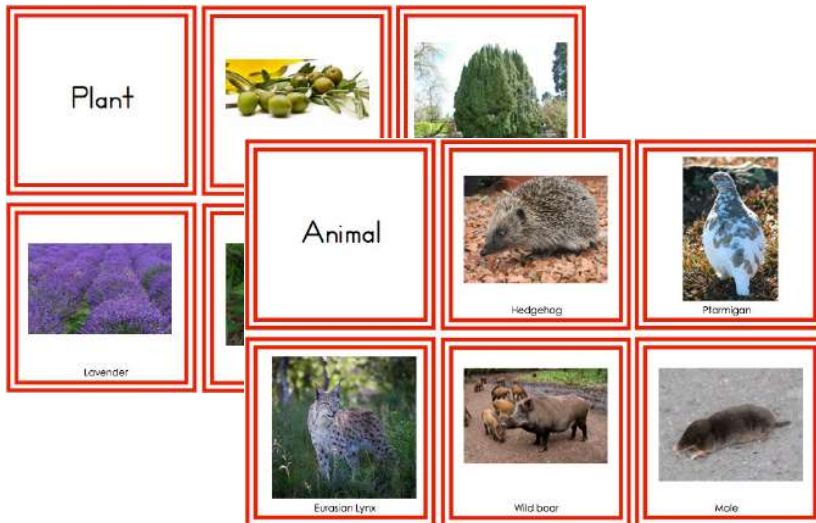 Plant
Lavender
Animal
Hedgehog
Ptarmigan
Eurasian Lynx
Wild boar
Mole